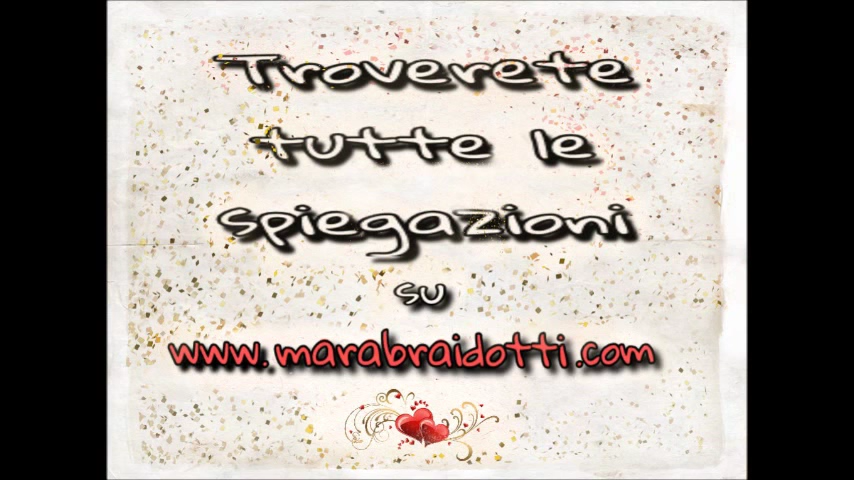 Troverete
tutte le
spiegazioni
su
www.marabraidotti.com